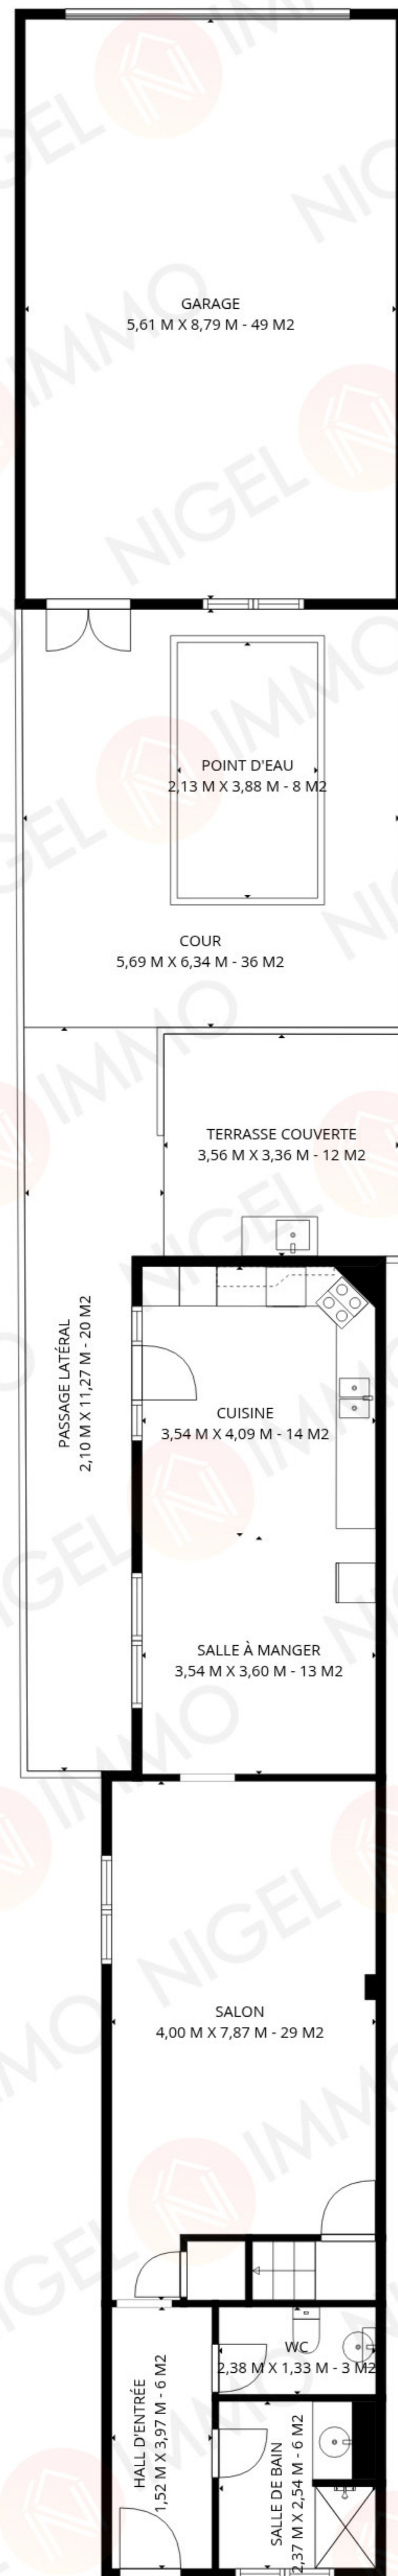 GARAGE
5,61 M X 8,79 M - 49 M2
POINT D'EAU
2,13 M X 3,88 M - 8 M2
COUR
5,69 M X 6,34 M - 36 M2
TERRASSE COUVERTE
3,56 M X 3,36 M - 12 M2
PASSAGE LATÉRAL
2,10 M X 11,27 M - 20 M2
CUISINE
3,54 M X 4,09 M - 14 M2
SALLE À MANGER
3,54 M X 3,60 M - 13 M2
SALON
4,00 M X 7,87 M - 29 M2
WC
2,38 M X 1,33 M - 3 M2
HALL D'ENTRÉE
1,52 M X 3,97 M - 6 M2
SALLE DE BAIN
2,37 M X 2,54 M - 6 M2
NIGEL IMMO